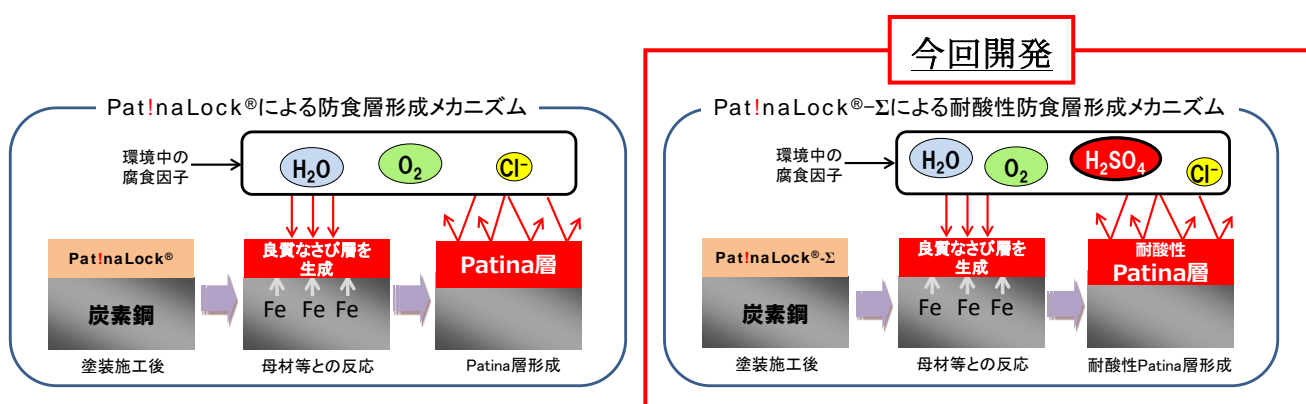 今回開発
Pat!naLock®による防食層形成メカニズム
環境中の
腐食因子
H₂O
O₂
Cl⁻
Pat!naLock®
炭素鋼
良質なさび層を
生成
Fe Fe Fe
Patina層
塗装施工後
母材等との反応
Patina層形成
Pat!naLock®-Σによる耐酸性防食層形成メカニズム
環境中の
腐食因子
H₂O
O₂
H₂SO₄
Cl⁻
Pat!naLock®-Σ
炭素鋼
良質なさび層を
生成
Fe Fe Fe
耐酸性
Patina層
塗装施工後
母材等との反応
耐酸性Patina層形成